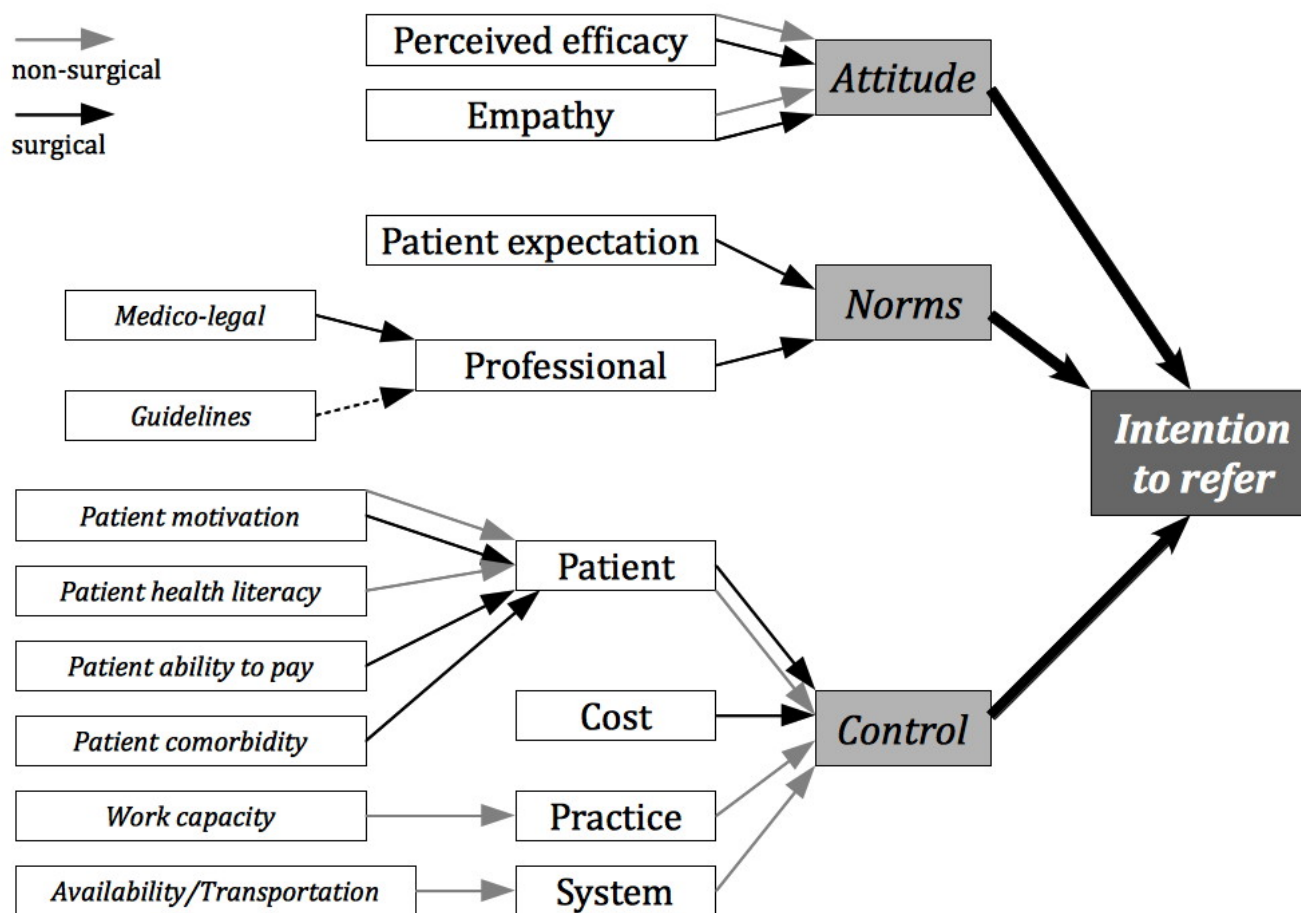 non-surgical
surgical
Perceived efficacy
Empathy
Attitude
Patient expectation
Norms
Medico-legal
Professional
Guidelines
Intention
to refer
Patient motivation
Patient health literacy
Patient ability to pay
Patient comorbidity
Patient
Cost
Control
Work capacity
Practice
Availability/Transportation
System